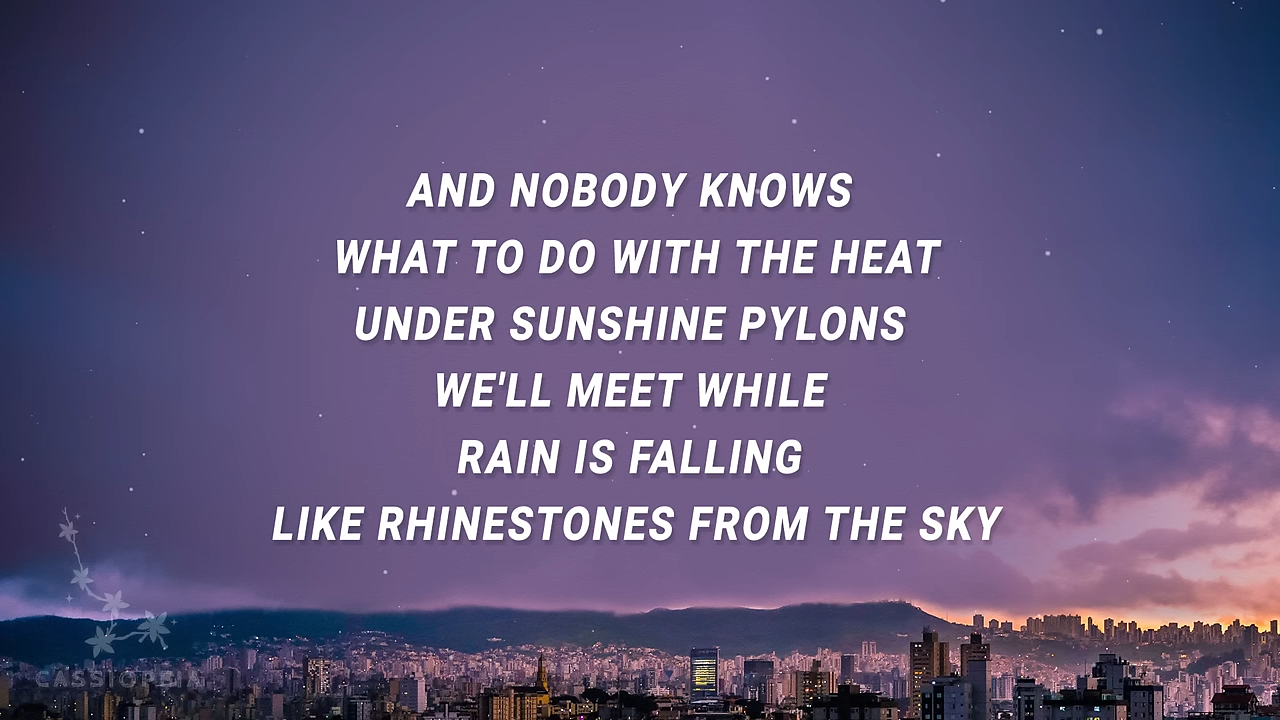 AND NOBODY KNOWS
WHAT TO DO WITH THE HEAT
UNDER SUNSHINE PYLONS
WE'LL MEET WHILE
RAIN IS FALLING
LIKE RHINESTONES FROM THE SKY
CASSIOPEIA